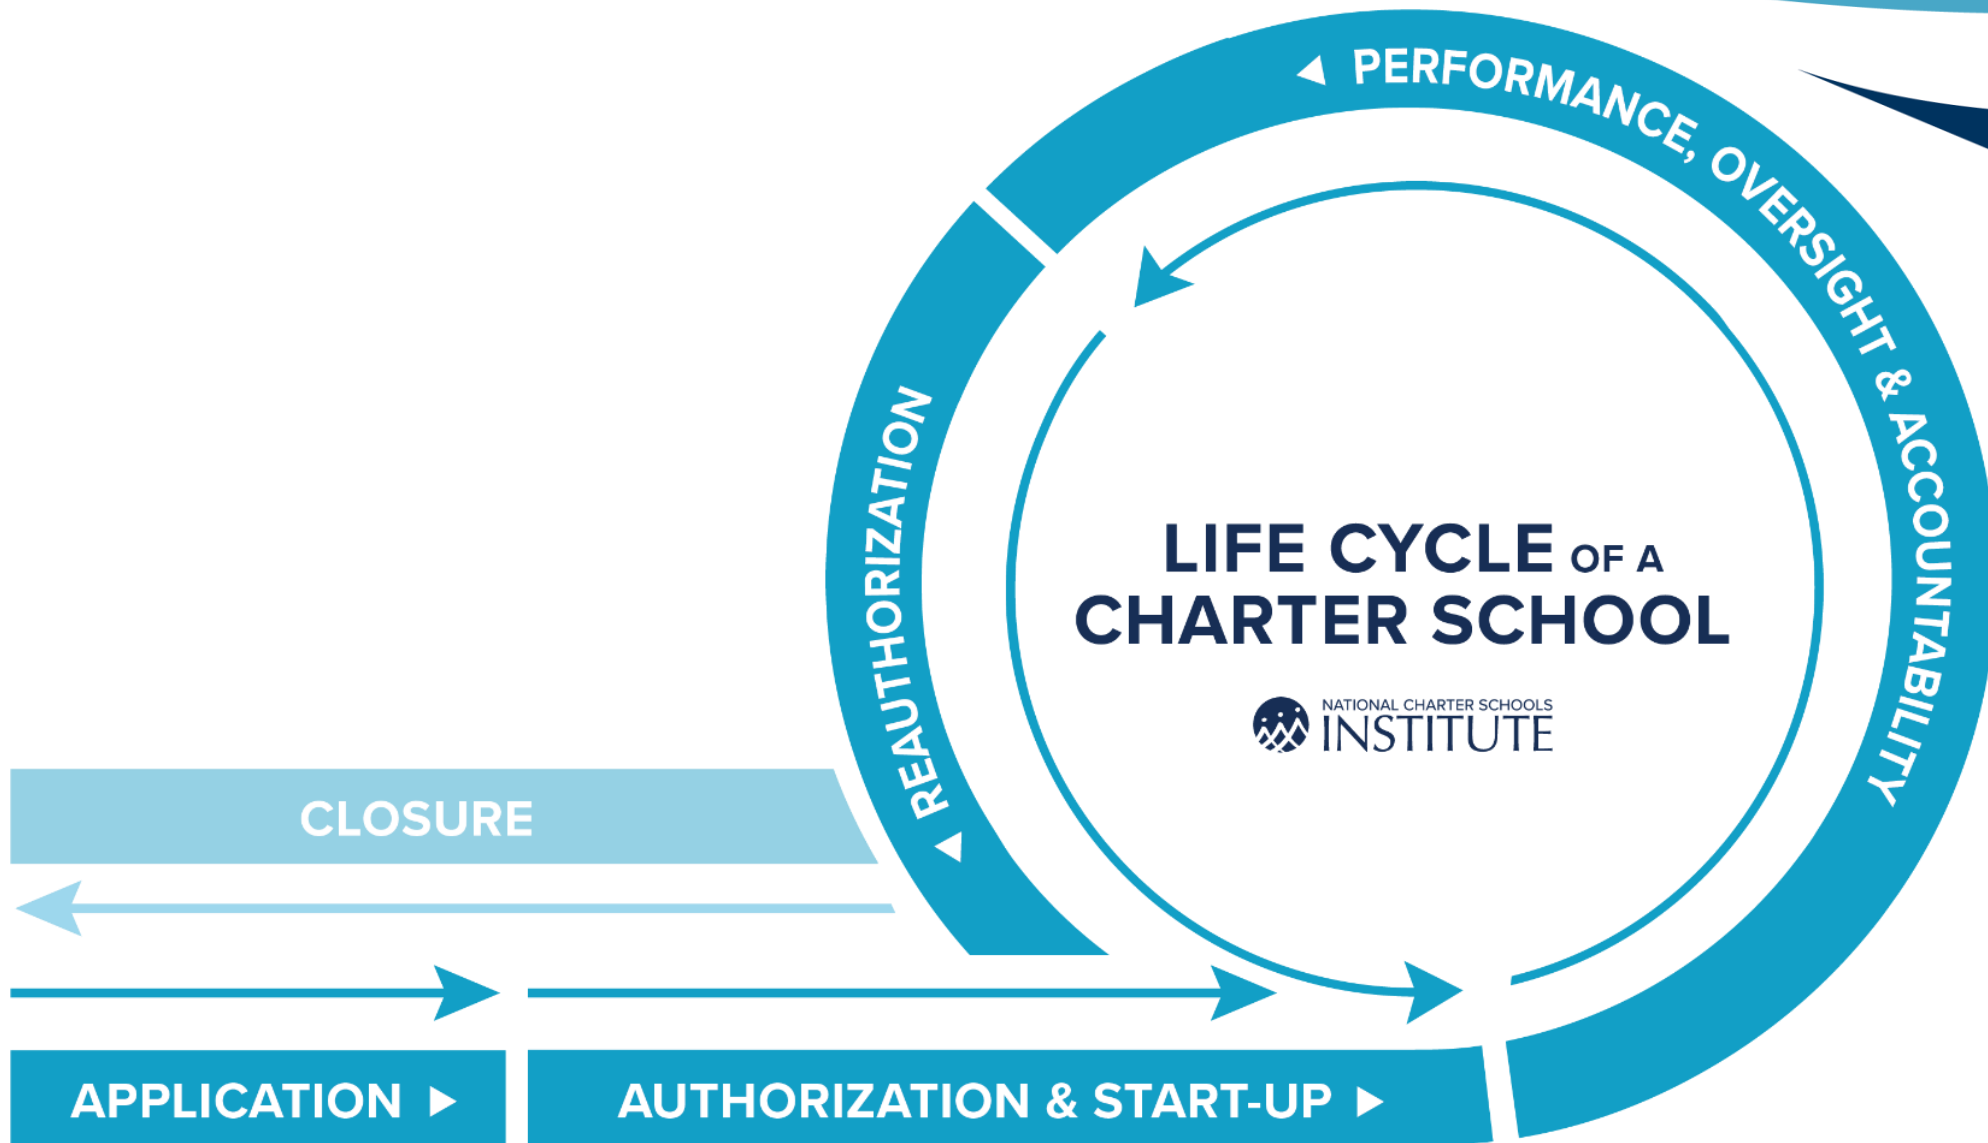 PERFORMANCE, OVERSIGHT & ACCOUNTABILITY
REAUTHORIZATION
LIFE CYCLE OF A
CHARTER SCHOOL
NATIONAL CHARTER SCHOOLS
INSTITUTE
CLOSURE
APPLICATION
AUTHORIZATION & START-UP